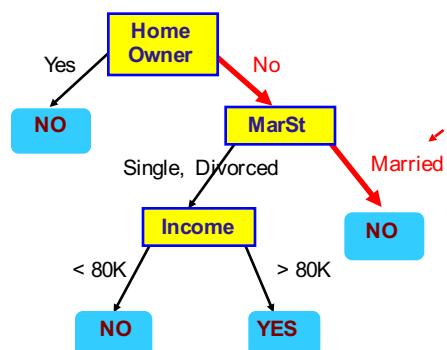 Home
Owner
Yes
No
NO
MarSt
Single, Divorced
Married
Income
NO
< 80K
> 80K
NO
YES